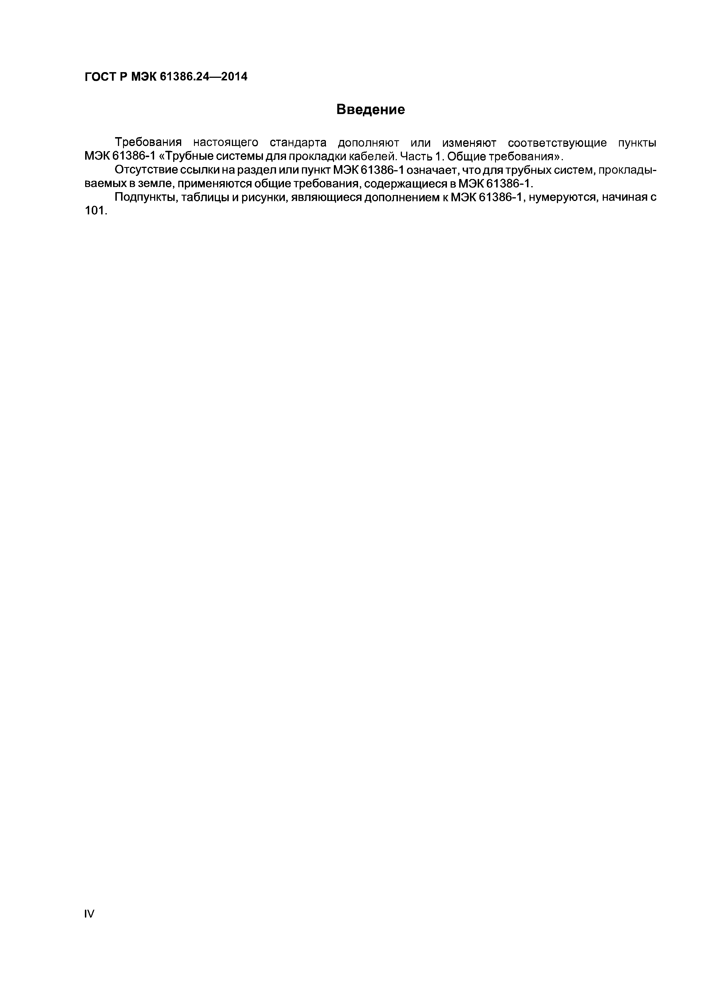 ГОСТ Р МЭК 61386.24—2014
Введение
Требования настоящего стандарта дополняют или изменяют соответствующие пункты
МЭК 61386-1 «Трубные системы для прокладки кабелей. Часть 1. Общие требования».
Отсутствие ссылки на раздел или пункт МЭК 61386-1 означает, что для трубных систем, проклады-
ваемых в земле, применяются общие требования, содержащиеся в МЭК 61386-1.
Подпункты, таблицы и рисунки, являющиеся дополнением к МЭК 61386-1, нумеруются, начиная с
101.
IV